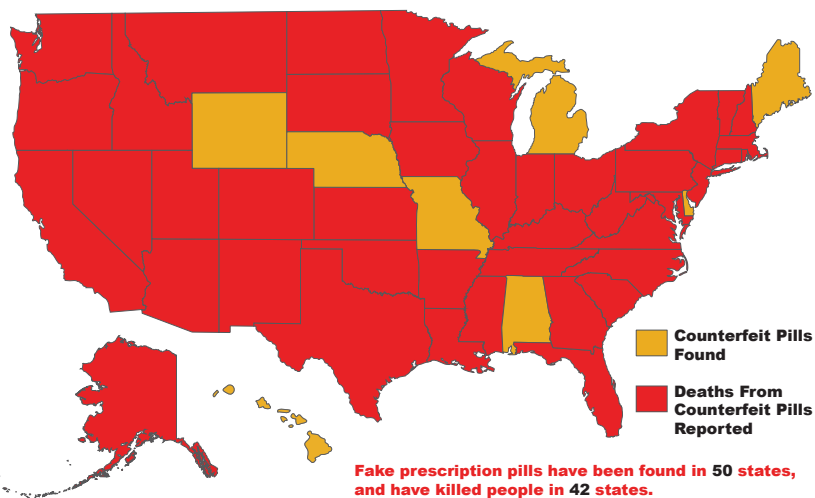 Counterfeit Pills
Found
Deaths From
Counterfeit Pills
Reported
Fake prescription pills have been found in 50 states,
and have killed people in 42 states.